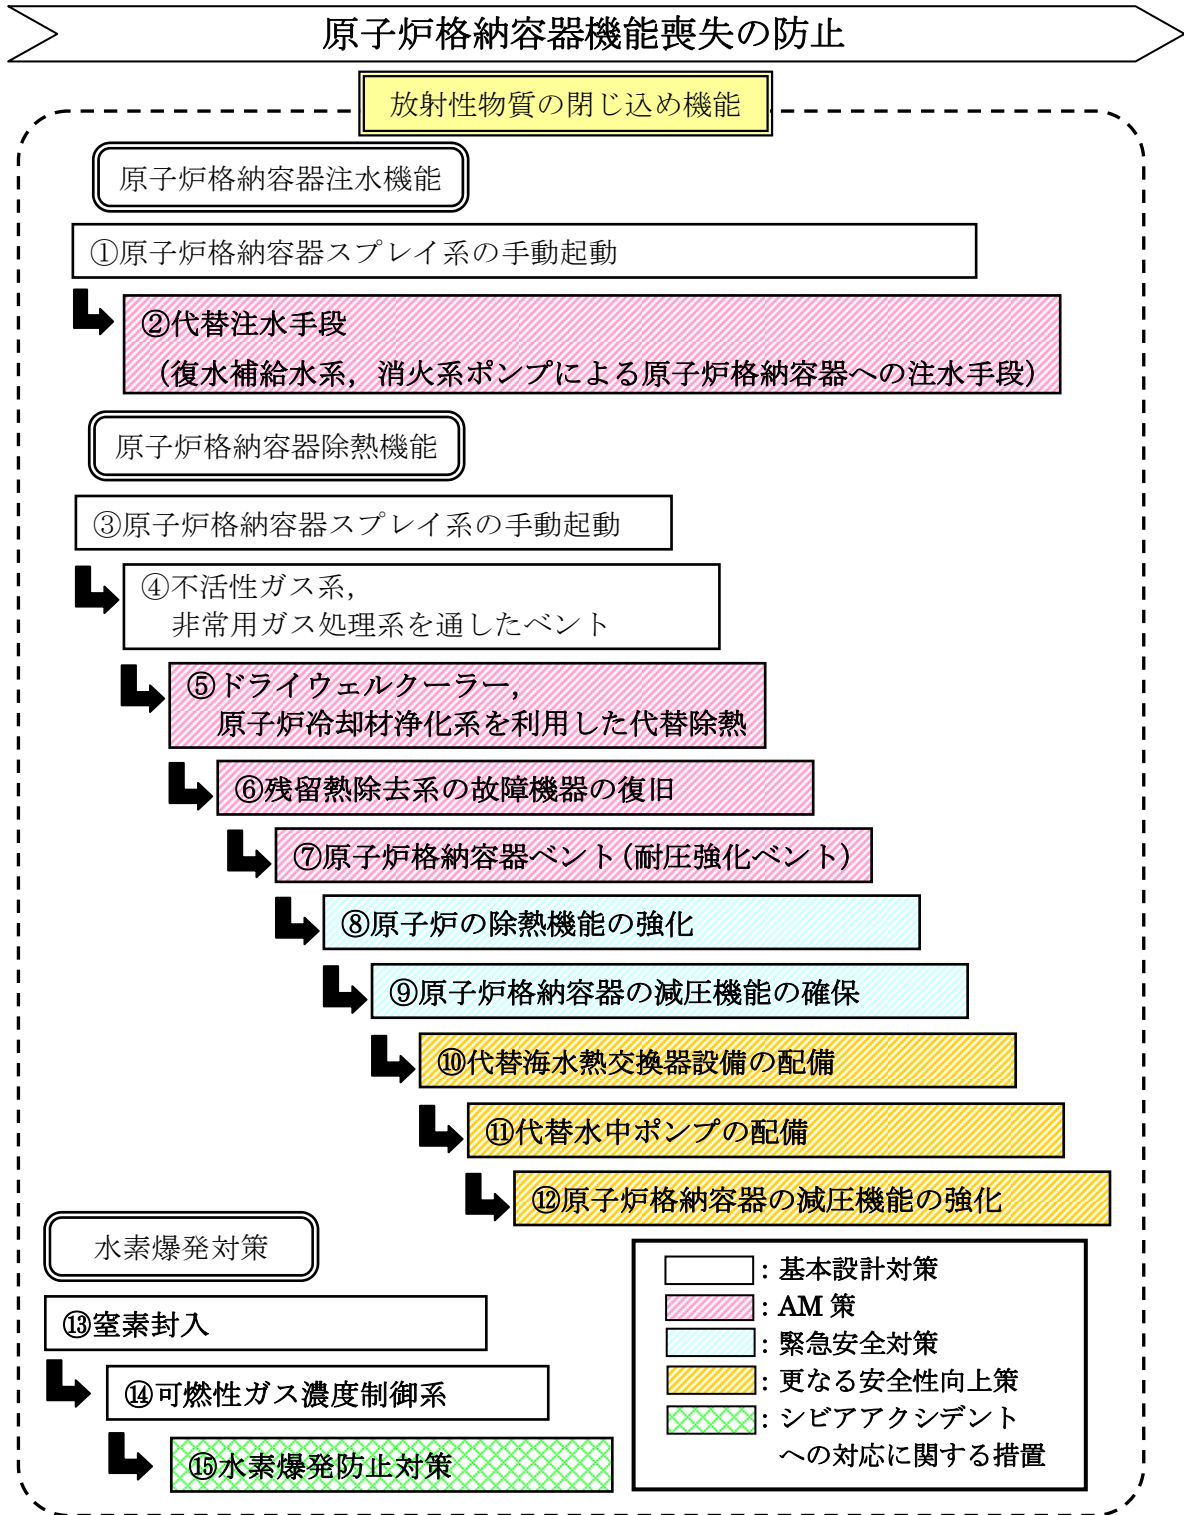 原子炉格納容器機能喪失の防止
放射性物質の閉じ込め機能
原子炉格納容器注水機能
①原子炉格納容器スプレイ系の手動起動
②代替注水手段
（復水補給水系，消火系ポンプによる原子炉格納容器への注水手段）
原子炉格納容器除熱機能
③原子炉格納容器スプレイ系の手動起動
④不活性ガス系，
非常用ガス処理系を通したベント
⑤ドライウェルクーラー，
原子炉冷却材浄化系を利用した代替除熱
⑥残留熱除去系の故障機器の復旧
⑦原子炉格納容器ベント（耐圧強化ベント）
⑧原子炉の除熱機能の強化
⑨原子炉格納容器の減圧機能の確保
⑩代替海水熱交換器設備の配備
⑪代替水中ポンプの配備
⑫原子炉格納容器の減圧機能の強化
水素爆発対策
⑬窒素封入
⑭可燃性ガス濃度制御系
⑮水素爆発防止対策
：基本設計対策
：AM 策
：緊急安全対策
：更なる安全性向上策
：シビアアクシデント
への対応に関する措置